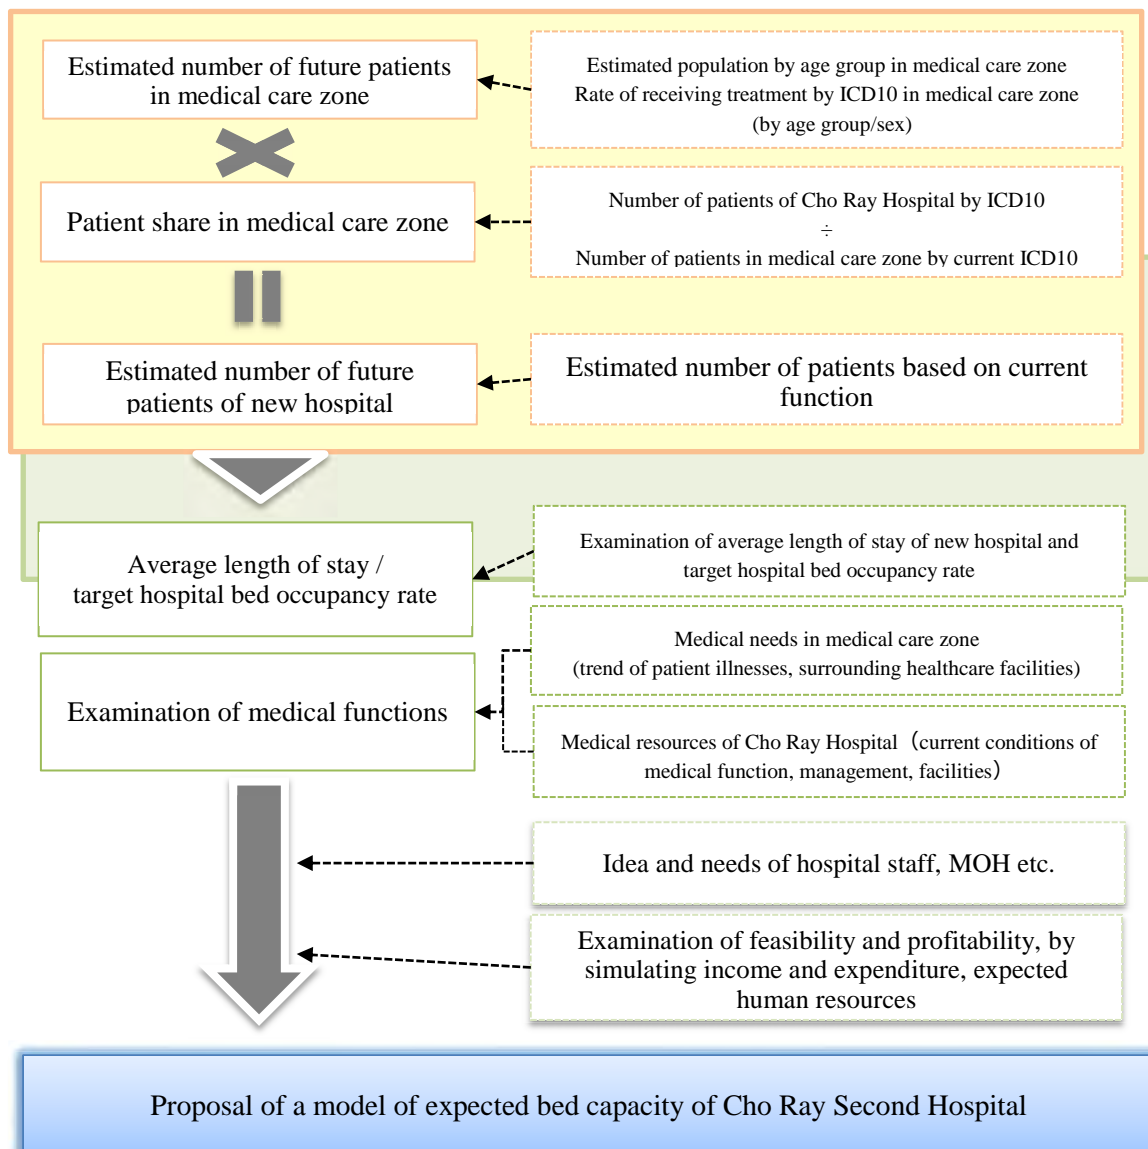 Estimated number of future patients
in medical care zone
Estimated population by age group in medical care zone
Rate of receiving treatment by ICD10 in medical care zone
(by age group/sex)
Patient share in medical care zone
Number of patients of Cho Ray Hospital by ICD10
÷
Number of patients in medical care zone by current ICD10
Estimated number of future
patients of new hospital
Estimated number of patients based on current
function
Average length of stay /
target hospital bed occupancy rate
Examination of average length of stay of new hospital and
target hospital bed occupancy rate
Examination of medical functions
Medical needs in medical care zone
(trend of patient illnesses, surrounding healthcare facilities)
Medical resources of Cho Ray Hospital（current conditions of
medical function, management, facilities）
Idea and needs of hospital staff, MOH etc.
Examination of feasibility and profitability, by
simulating income and expenditure, expected
human resources
Proposal of a model of expected bed capacity of Cho Ray Second Hospital